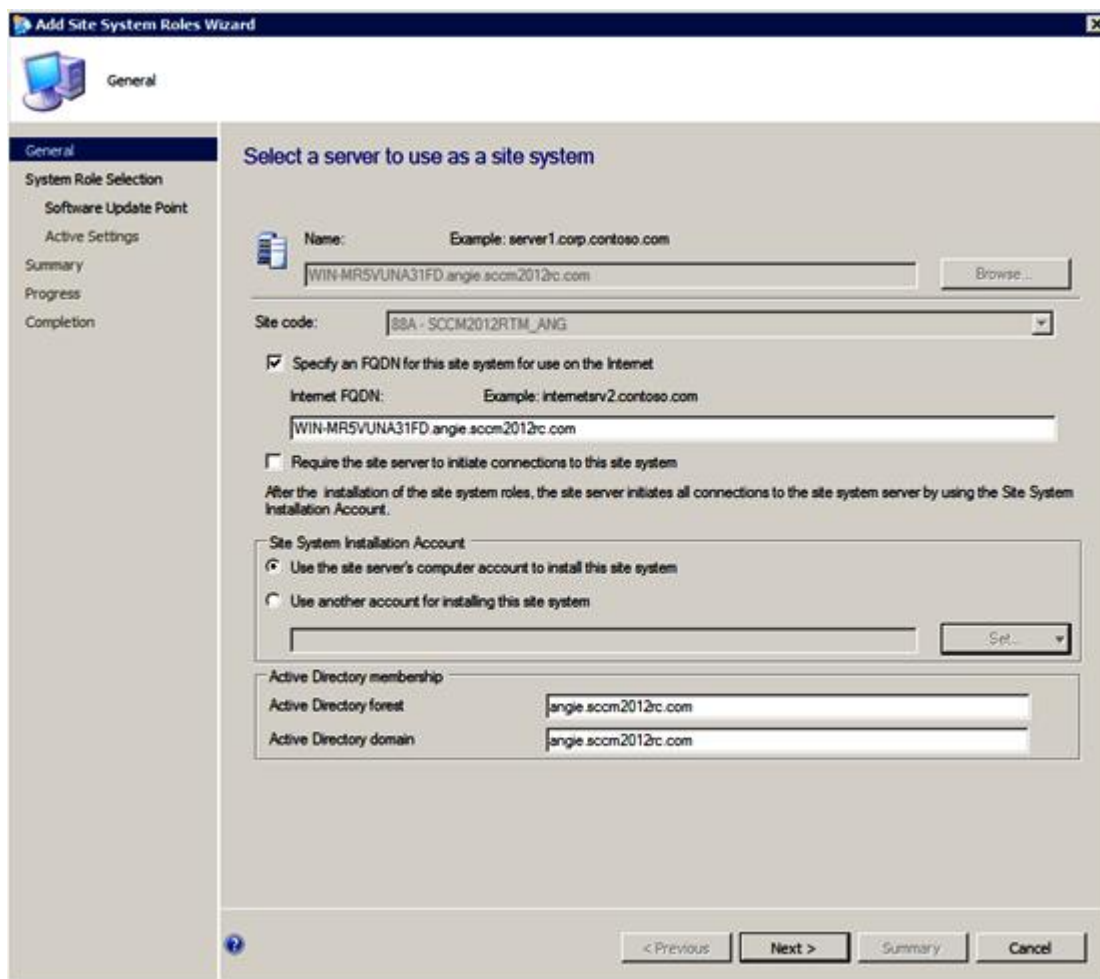 Add Site System Roles Wizard
General
General
System Role Selection
Software Update Point
Active Settings
Summary
Progress
Completion
Select a server to use as a site system
Name: Example: server1.corp.contoso.com
WIN-MR5VUNA31FD.angie.sccm2012rc.com Browse...
Site code: 88A - SCCM2012RTM_ANG
Specify an FQDN for this site system for use on the Internet
Internet FQDN: Example: internetsrv2.contoso.com
WIN-MR5VUNA31FD.angie.sccm2012rc.com
Require the site server to initiate connections to this site system
After the installation of the site system roles, the site server initiates all connections to the site system server by using the Site System
Installation Account.
Site System Installation Account
Use the site server's computer account to install this site system
Use another account for installing this site system
Set...
Active Directory membership
Active Directory forest angie.sccm2012rc.com
Active Directory domain angie.sccm2012rc.com
< Previous Next > Summary Cancel